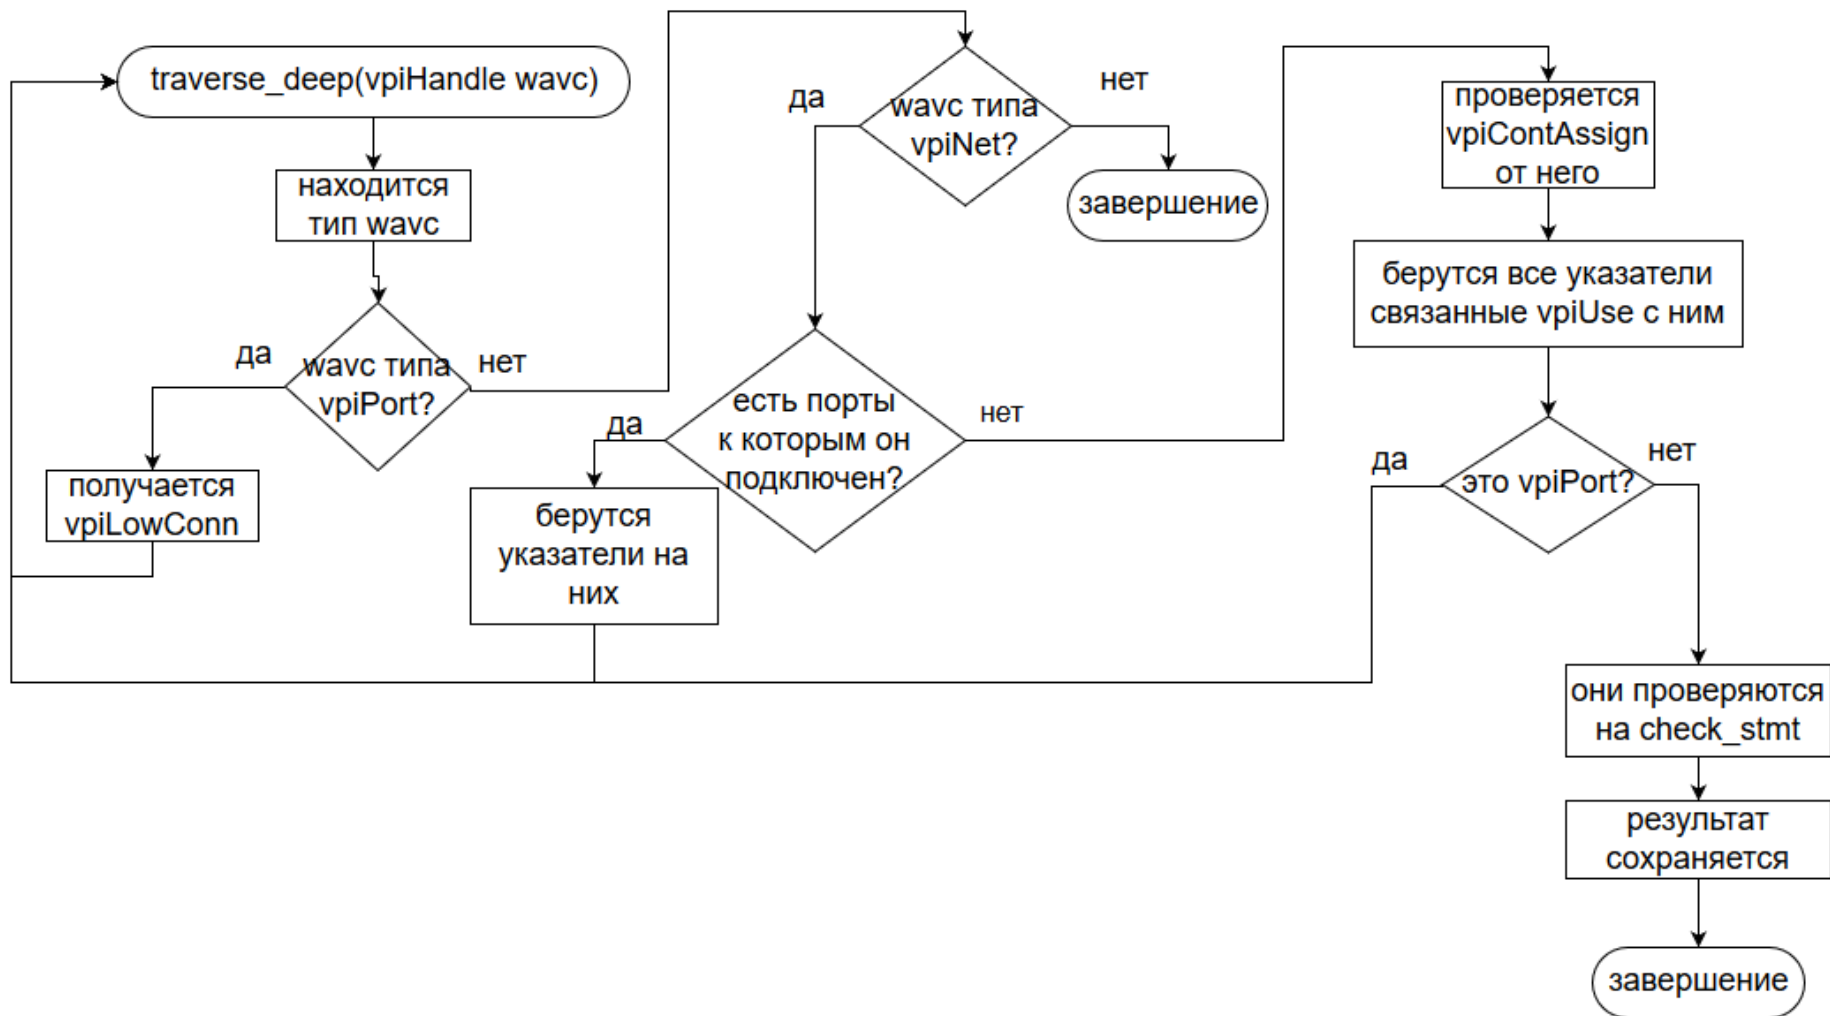 traverse_deep(vpiHandle wavc)
находится
тип wavc
wavc типа
vpiPort?
да
нет
получается
vpiLowConn
wavc типа
vpiNet?
да
нет
завершение
есть порты
к которым он
подключен?
да
нет
берутся
указатели на
них
проверяется
vpiContAssign
от него
берутся все указатели
связанные vpiUse с ним
это vpiPort?
да
нет
они проверяются
на check_stmt
результат
сохраняется
завершение